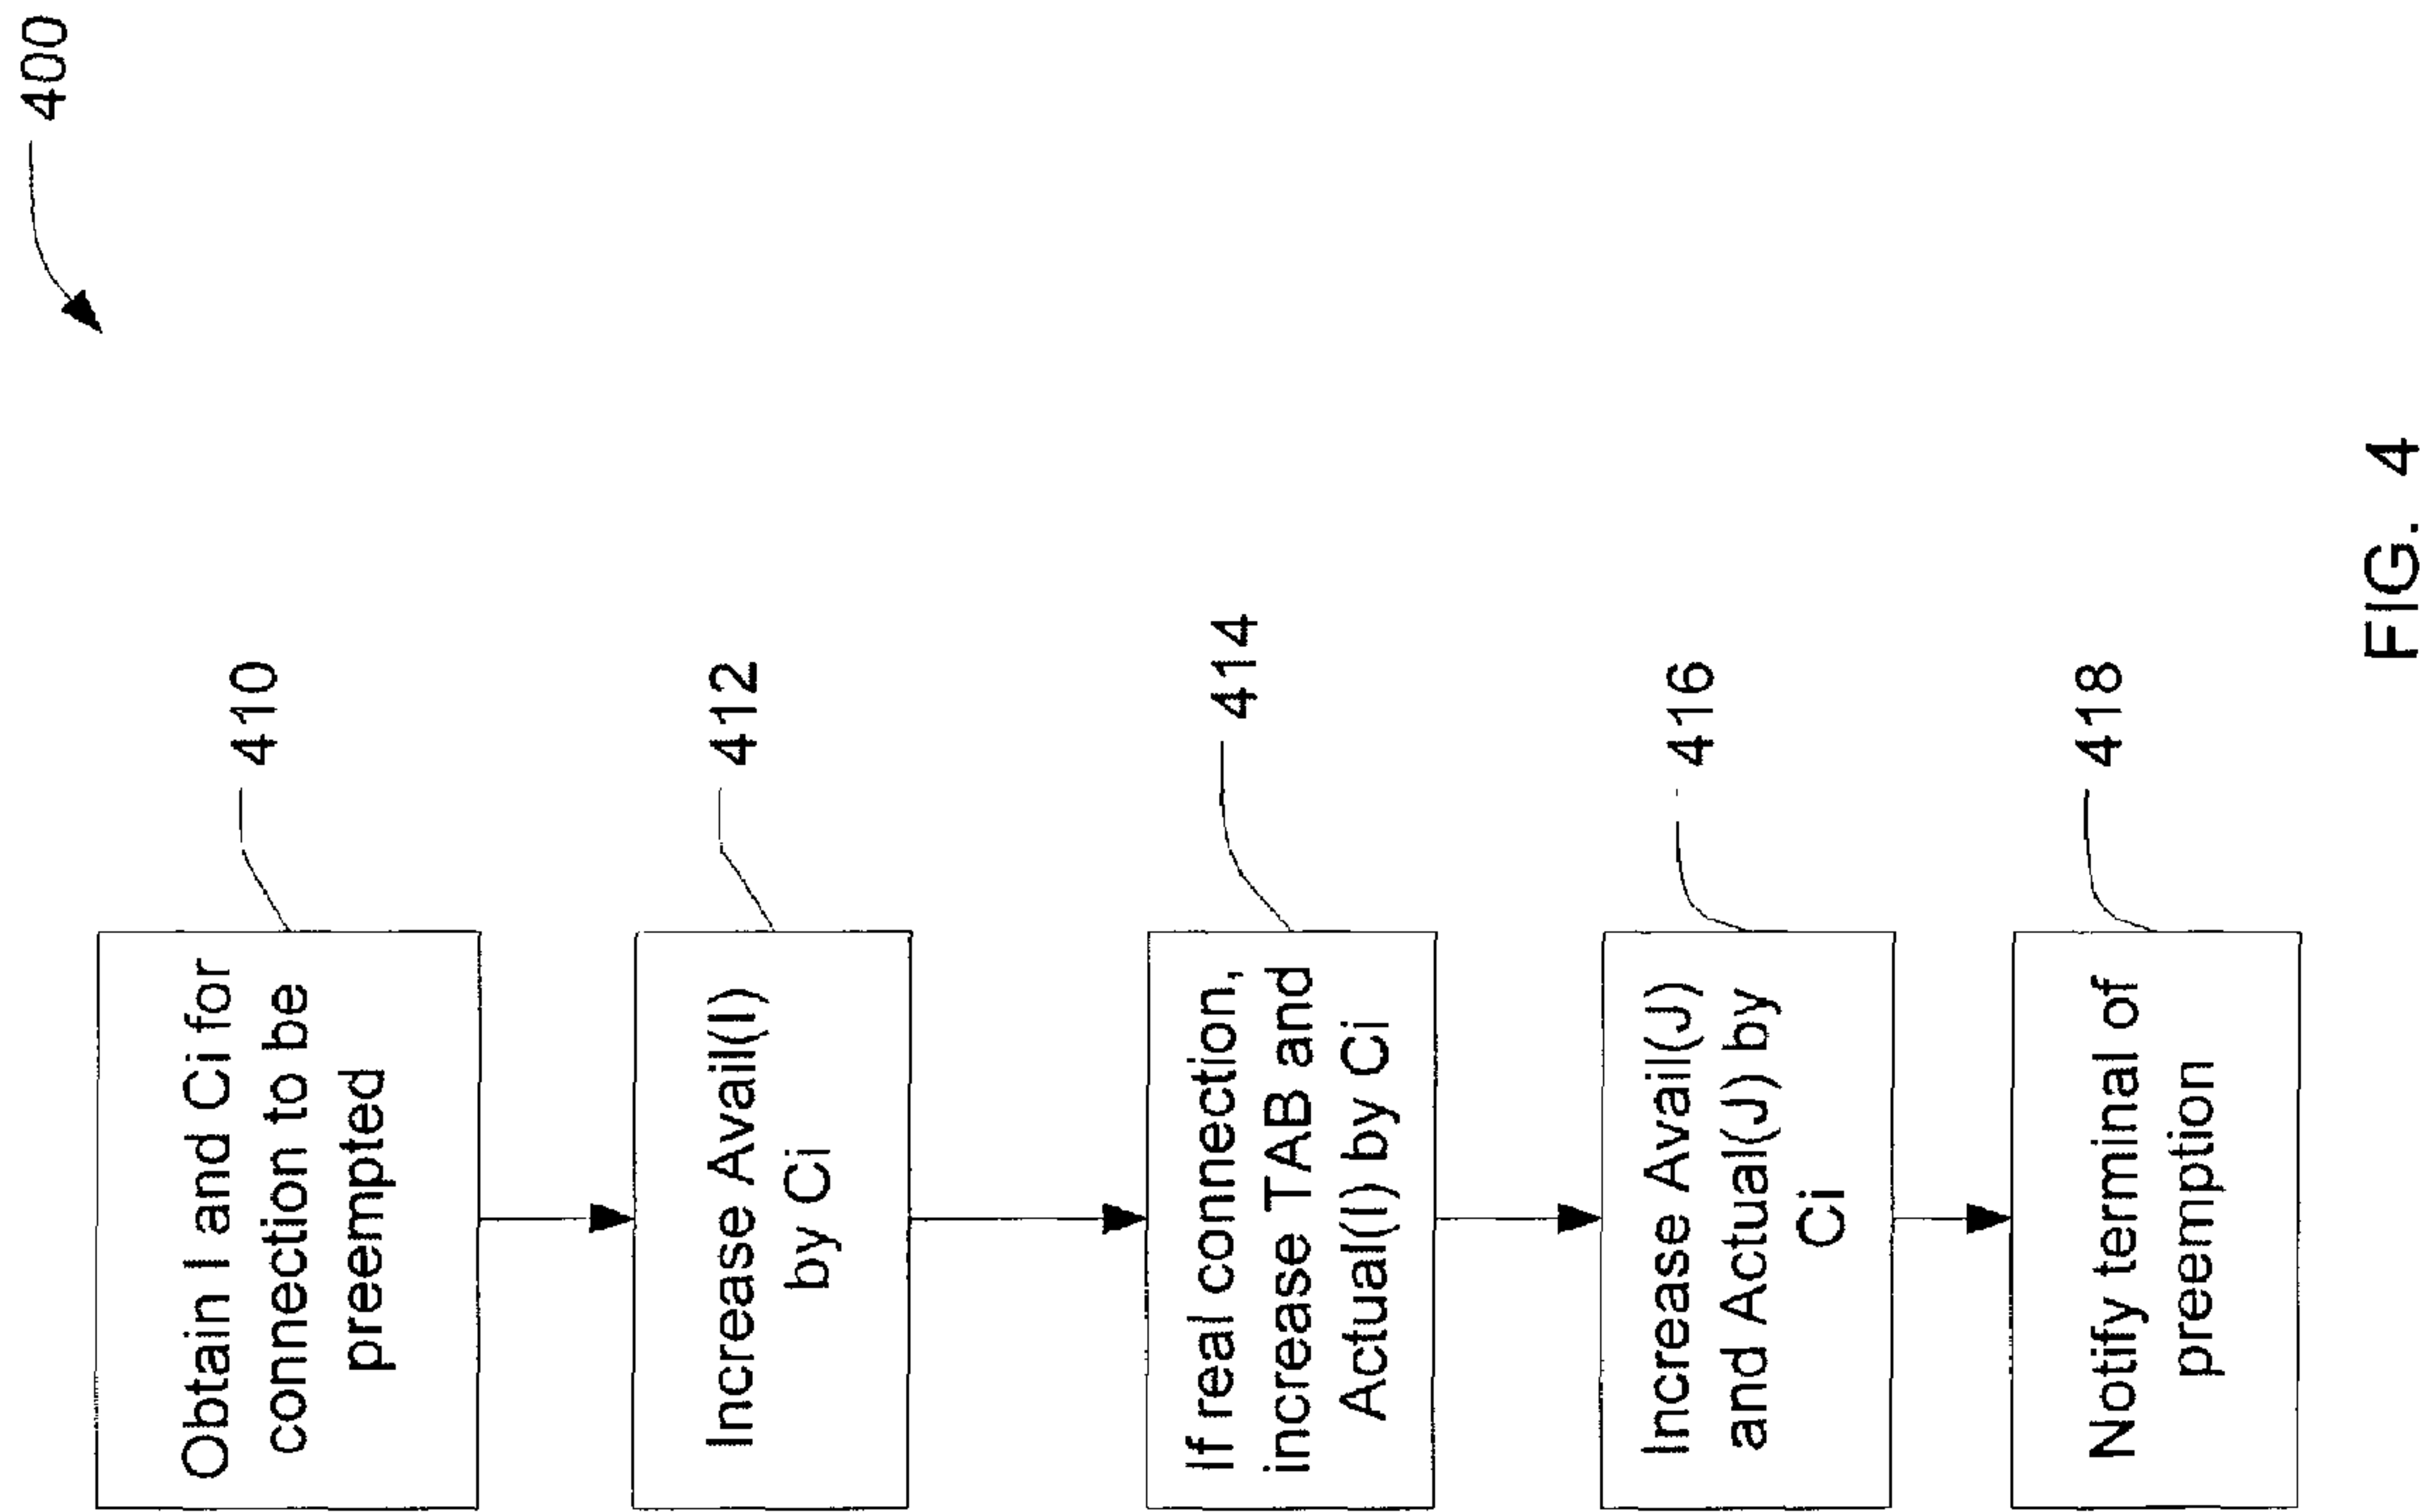 400
Obtain I and Ci for
connection to be
preempted
410
Increase Avail(I)
by Ci
412
If real connection,
increase TAB and
Actual(I) by Ci
414
Increase Avail(J)
and Actual(J) by
Ci
416
Notify terminal of
preemption
418
FIG. 4